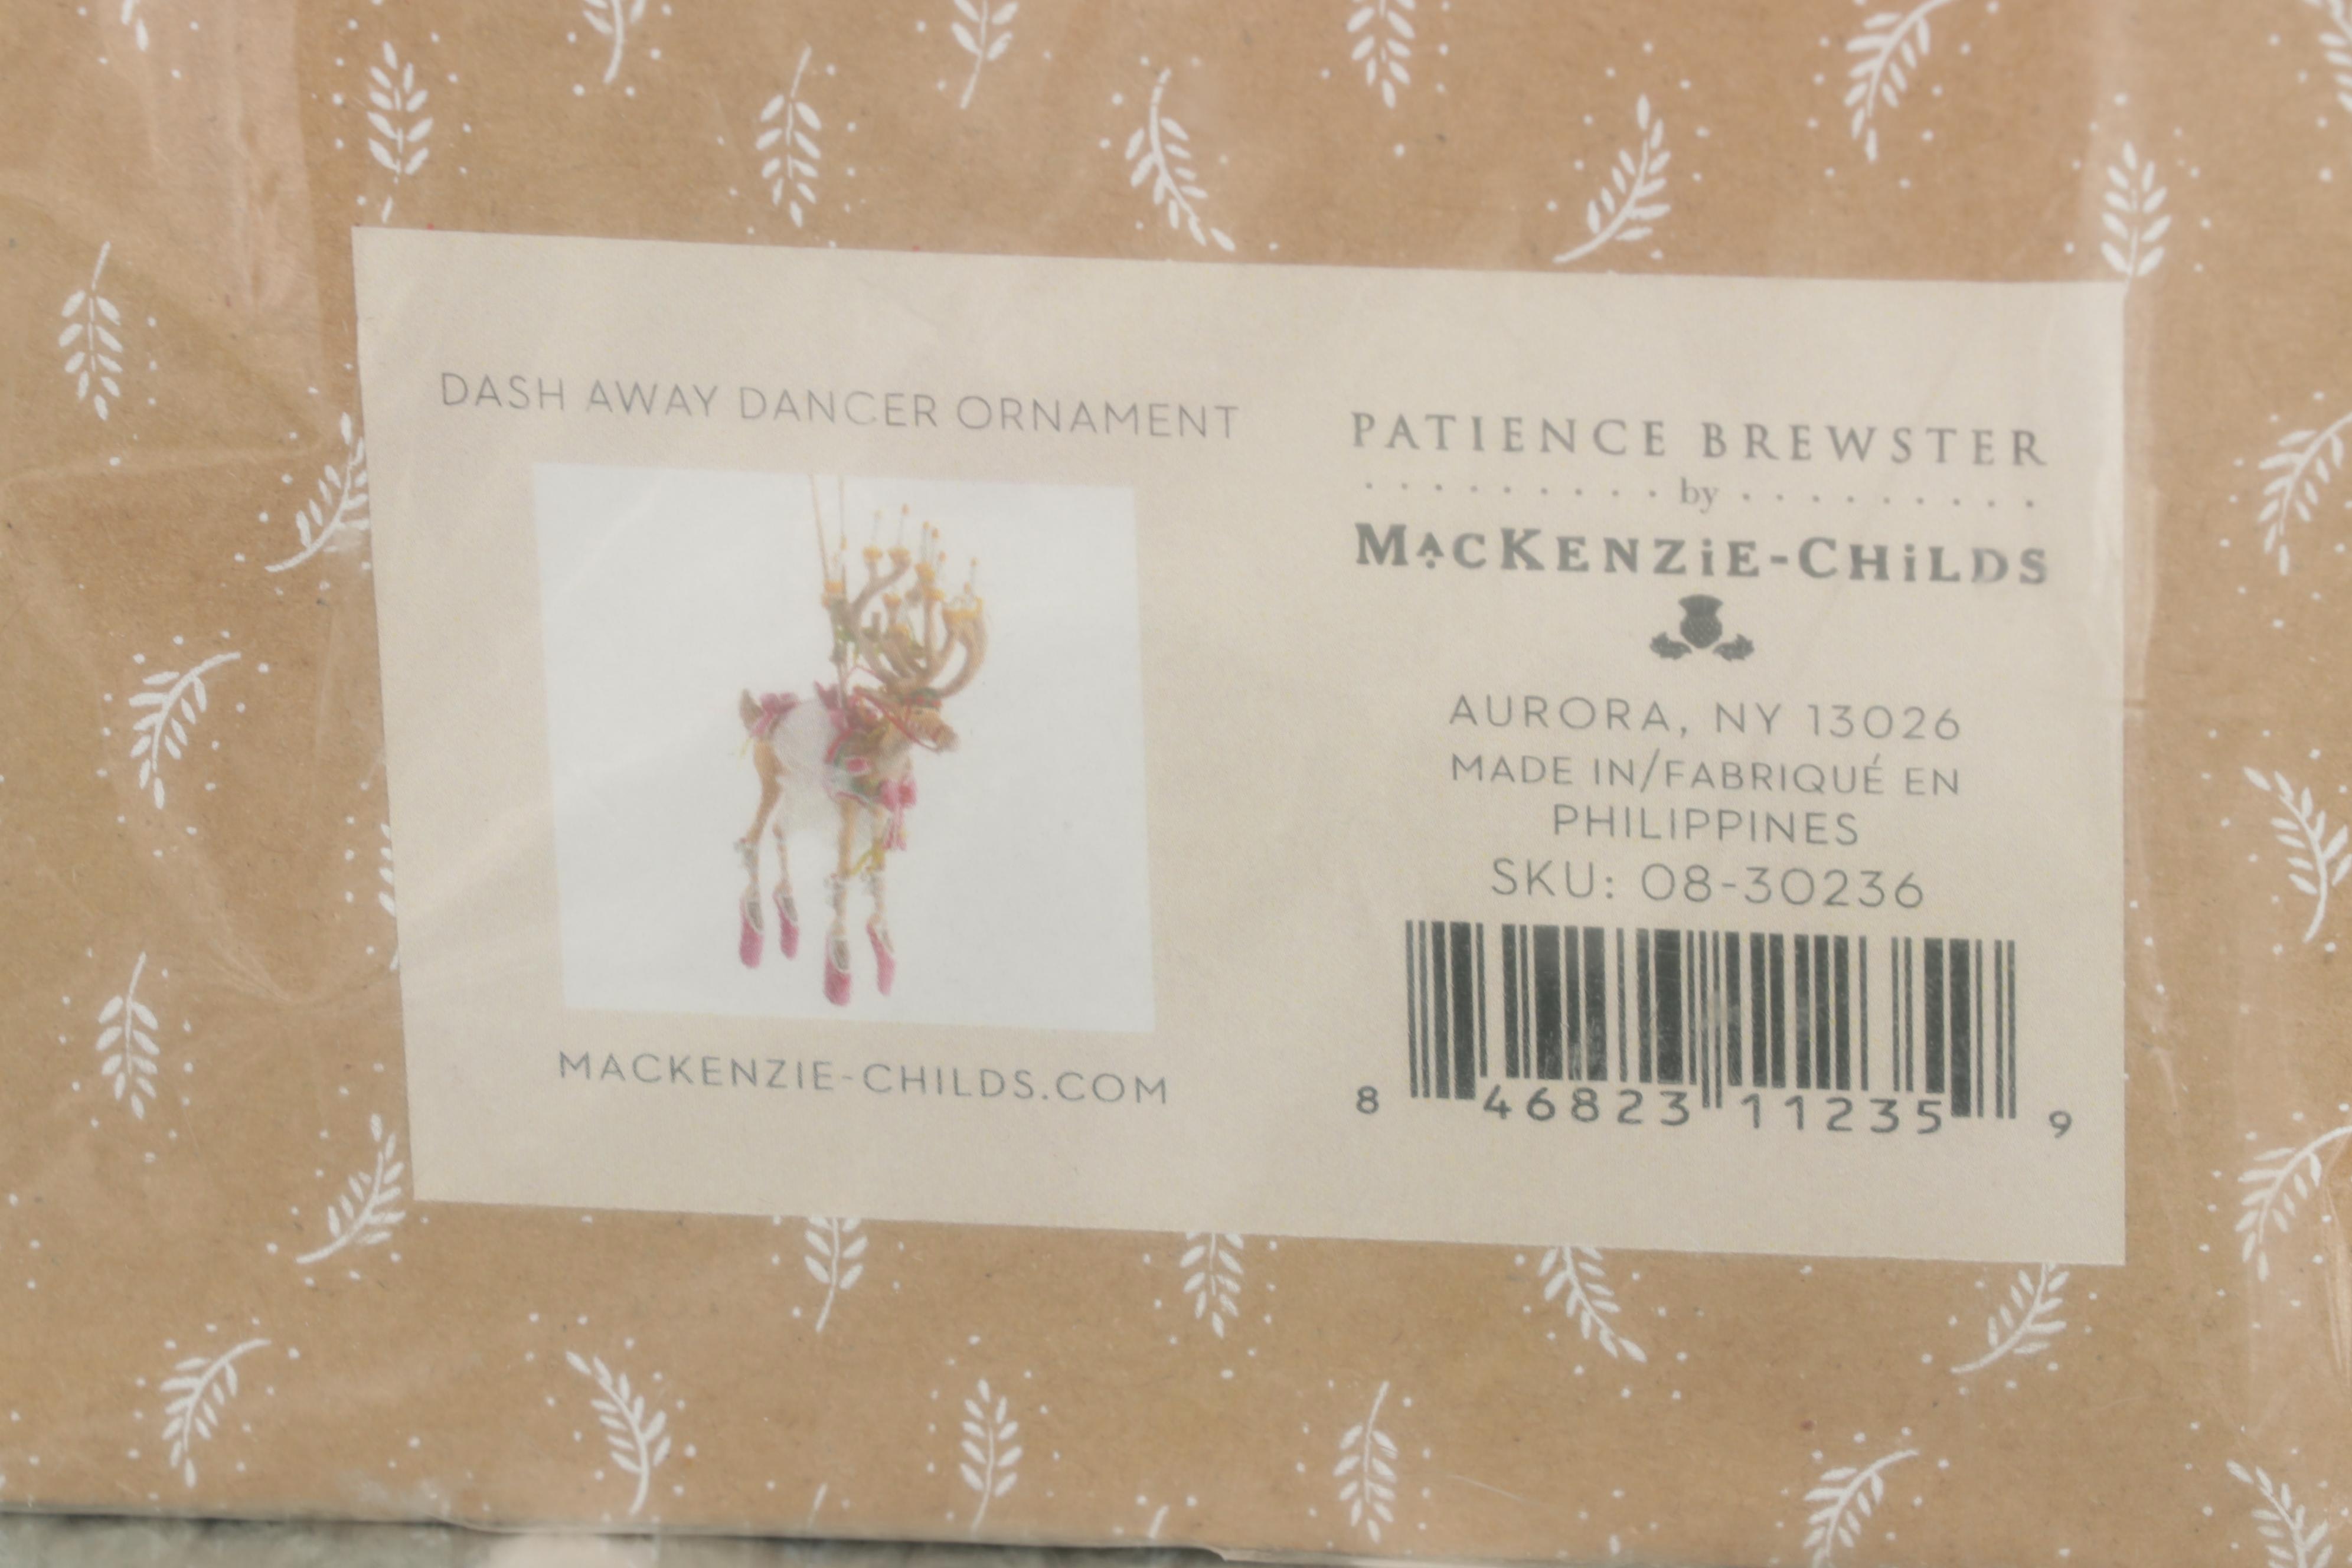 DASH AWAY DANCER ORNAMENT
MACKENZIE-CHILDS.COM
PATIENCE BREWSTER
by
MACKENZiE-CHiLDS
AURORA, NY 13026
MADE IN/FABRIQUÉ EN
PHILIPPINES
SKU: 08-30236
8 46823 11235 9